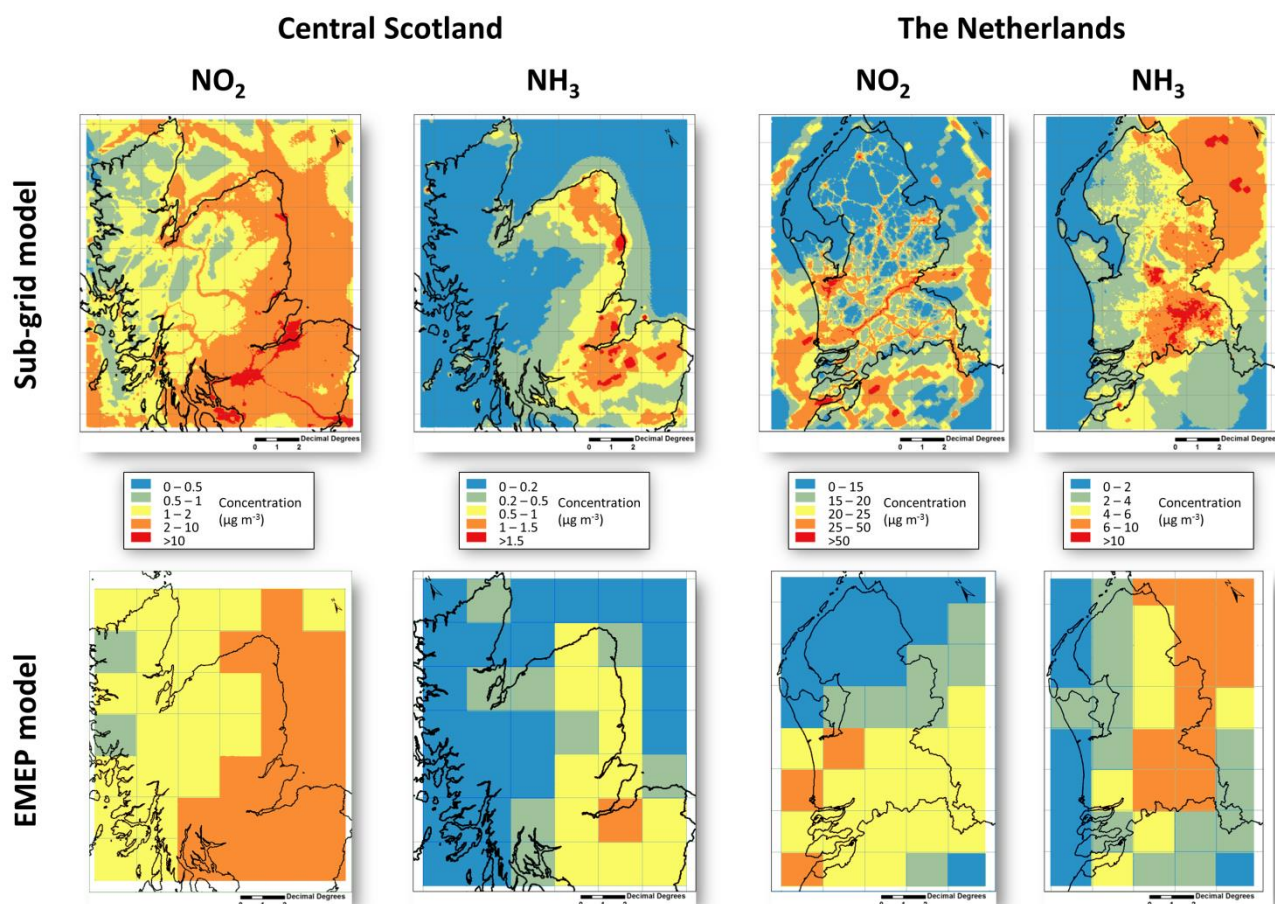 Central Scotland
The Netherlands
NO2
NH3
NO2
NH3
Sub-grid model
Decimal Degrees
0 1 2
Decimal Degrees
0 1 2
Decimal Degrees
0 1 2
Decimal Degrees
0 1 2
0 – 0.5
0.5 – 1
1 – 2
2 – 10
>10
Concentration
(µg m-3)
0 – 0.2
0.2 – 0.5
0.5 – 1
1 – 1.5
>1.5
Concentration
(µg m-3)
0 – 15
15 – 20
20 – 25
25 – 50
>50
Concentration
(µg m-3)
0 – 2
2 – 4
4 – 6
6 – 10
>10
Concentration
(µg m-3)
EMEP model
Decimal Degrees
Decimal Degrees
Decimal Degrees
Decimal Degrees